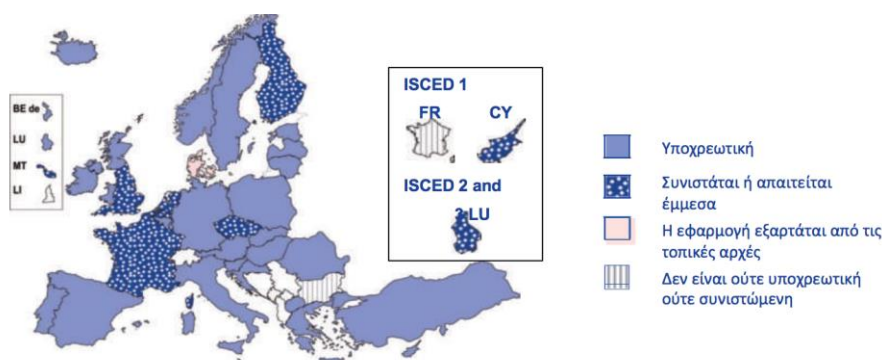 BE de
LU
MT
LI
ISCED 1
FR CY
ISCED 2 and
3 LU
Υποχρεωτική
Συνιστάται ή απαιτείται
έμμεσα
Η εφαρμογή εξαρτάται από τις
τοπικές αρχές
Δεν είναι ούτε υποχρεωτική
ούτε συνιστώμενη